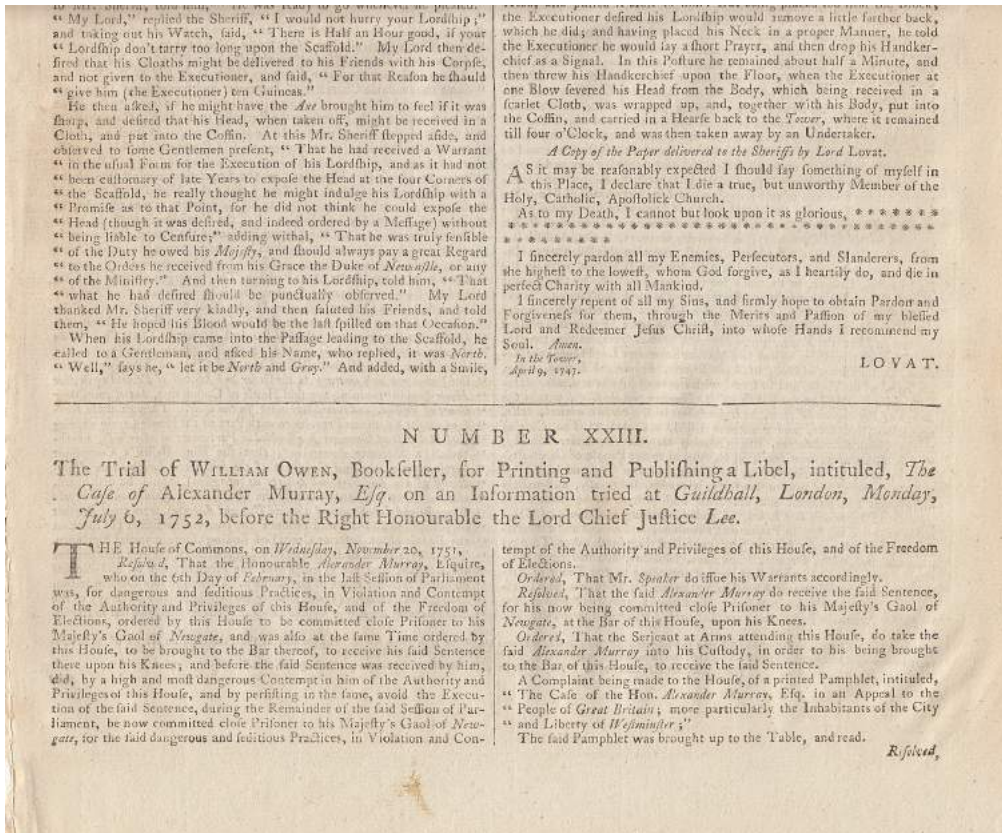 " My Lord," replied the Sheriff, " I would not hurry your Lordſhip;"
and taking out his Watch, ſaid, " There is Half an Hour good, if your
" Lordſhip don't tarry too long upon the Scaffold." My Lord then de-
ſired that his Cloaths might be delivered to his Friends with his Corpſe,
and not given to the Executioner, and ſaid, " For that Reaſon he ſhould
" give him (the Executioner) ten Guineas."
He then aſked, if he might have the Axe brought him to feel if it was
ſharp, and deſired that his Head, when taken off, might be received in a
Cloth, and put into the Coffin. At this Mr. Sheriff ſtepped aſide, and
obſerved to ſome Gentlemen preſent, " That he had received a Warrant
" in the uſual Form for the Execution of his Lordſhip, and as it had not
" been cuſtomary of late Years to expoſe the Head at the four Corners of
" the Scaffold, he really thought he might indulge his Lordſhip with a
" Promiſe as to that Point, for he did not think he could expoſe the
" Head (though it was deſired, and indeed ordered by a Meſſage) without
" being liable to Cenſure;" adding withal, " That he was truly ſenſible
" of the Duty he owed his Majeſty, and ſhould always pay a great Regard
" to the Orders he received from his Grace the Duke of Newcaſtle, or any
" of the Miniſtry." And then turning to his Lordſhip, told him, " That
" what he had deſired ſhould be punctually obſerved." My Lord
thanked Mr. Sheriff very kindly, and then ſaluted his Friends, and told
them, " He hoped his Blood would be the laſt ſpilled on that Occaſion."
When his Lordſhip came into the Paſſage leading to the Scaffold, he
called to a Gentleman, and aſked his Name, who replied, it was North.
" Well," ſays he, " let it be North and Grey." And added, with a Smile,
the Executioner deſired his Lordſhip would remove a little farther back,
which he did; and having placed his Neck in a proper Manner, he told
the Executioner he would ſay a ſhort Prayer, and then drop his Handker-
chief as a Signal. In this Poſture he remained about half a Minute, and
then threw his Handkerchief upon the Floor, when the Executioner at
one Blow ſevered his Head from the Body, which being received in a
ſcarlet Cloth, was wrapped up, and, together with his Body, put into
the Coffin, and carried in a Hearſe back to the Tower, where it remained
till four o'Clock, and was then taken away by an Undertaker.
A Copy of the Paper delivered to the Sheriffs by Lord Lovat.
AS it may be reaſonably expected I ſhould ſay ſomething of myſelf in
this Place, I declare that I die a true, but unworthy Member of the
Holy, Catholic, Apoſtolick Church.
As to my Death, I cannot but look upon it as glorious, * * * * * * *
* * * * * * * * * * * * * * * * * * * * * * * * * * * * * * * * * * *
* * * * * * * * *
I ſincerely pardon all my Enemies, Perſecutors, and Slanderers, from
the higheſt to the loweſt, whom God forgive, as I heartily do, and die in
perfect Charity with all Mankind.
I ſincerely repent of all my Sins, and firmly hope to obtain Pardon and
Forgiveneſs for them, through the Merits and Paſſion of my bleſſed
Lord and Redeemer Jeſus Chriſt, into whoſe Hands I recommend my
Soul. Amen.
In the Tower,
April 9, 1747.
LOVAT.
NUMBER XXIII.
The Trial of WILLIAM OWEN, Bookſeller, for Printing and Publiſhing a Libel, intituled, The
Caſe of Alexander Murray, Eſq. on an Information tried at Guildhall, London, Monday,
July 6, 1752, before the Right Honourable the Lord Chief Juſtice Lee.
THE Houſe of Commons, on Wedneſday, November 20, 1751,
Reſolved, That the Honourable Alexander Murray, Eſquire,
who on the 6th Day of February, in the laſt Seſſion of Parliament
was, for dangerous and ſeditious Practices, in Violation and Contempt
of the Authority and Privileges of this Houſe, and of the Freedom of
Elections, ordered by this Houſe to be committed cloſe Priſoner to his
Majeſty's Gaol of Newgate, and was alſo at the ſame Time ordered by
this Houſe, to be brought to the Bar thereof, to receive his ſaid Sentence
there upon his Knees; and before the ſaid Sentence was received by him,
did, by a high and moſt dangerous Contempt in him of the Authority and
Privileges of this Houſe, and by perſiſting in the ſame, avoid the Execu-
tion of the ſaid Sentence, during the Remainder of the ſaid Seſſion of Par-
liament, be now committed cloſe Priſoner to his Majeſty's Gaol of New-
gate, for the ſaid dangerous and ſeditious Practices, in Violation and Con-
tempt of the Authority and Privileges of this Houſe, and of the Freedom
of Elections.
Ordered, That Mr. Speaker do iſſue his Warrants accordingly.
Reſolved, That the ſaid Alexander Murray do receive the ſaid Sentence,
for his now being committed cloſe Priſoner to his Majeſty's Gaol of
Newgate, at the Bar of this Houſe, upon his Knees.
Ordered, That the Serjeant at Arms attending this Houſe, do take the
ſaid Alexander Murray into his Cuſtody, in order to his being brought
to the Bar of this Houſe, to receive the ſaid Sentence.
A Complaint being made to the Houſe, of a printed Pamphlet, intituled,
" The Caſe of the Hon. Alexander Murray, Eſq. in an Appeal to the
" People of Great Britain; more particularly the Inhabitants of the City
" and Liberty of Weſtminſter;"
The ſaid Pamphlet was brought up to the Table, and read.
Reſolved,